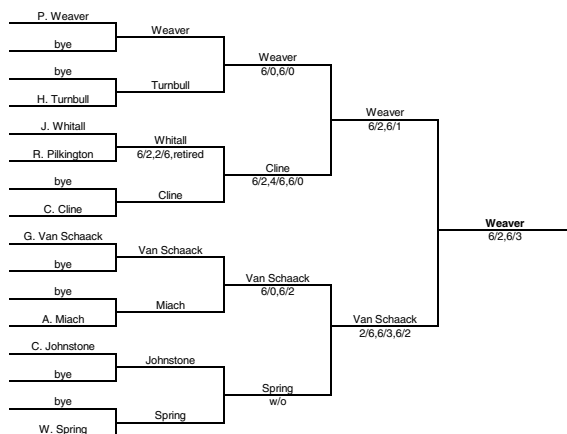 P. Weaver
bye
bye
H. Turnbull
J. Whitall
R. Pilkington
bye
C. Cline
G. Van Schaack
bye
bye
A. Miach
C. Johnstone
bye
bye
W. Spring
Weaver
Turnbull
Whitall
6/2,2/6,retired
Cline
Van Schaack
Miach
Johnstone
Spring
Weaver
6/0,6/0
Cline
6/2,4/6,6/0
Van Schaack
6/0,6/2
Spring
w/o
Weaver
6/2,6/1
Van Schaack
2/6,6/3,6/2
Weaver
6/2,6/3